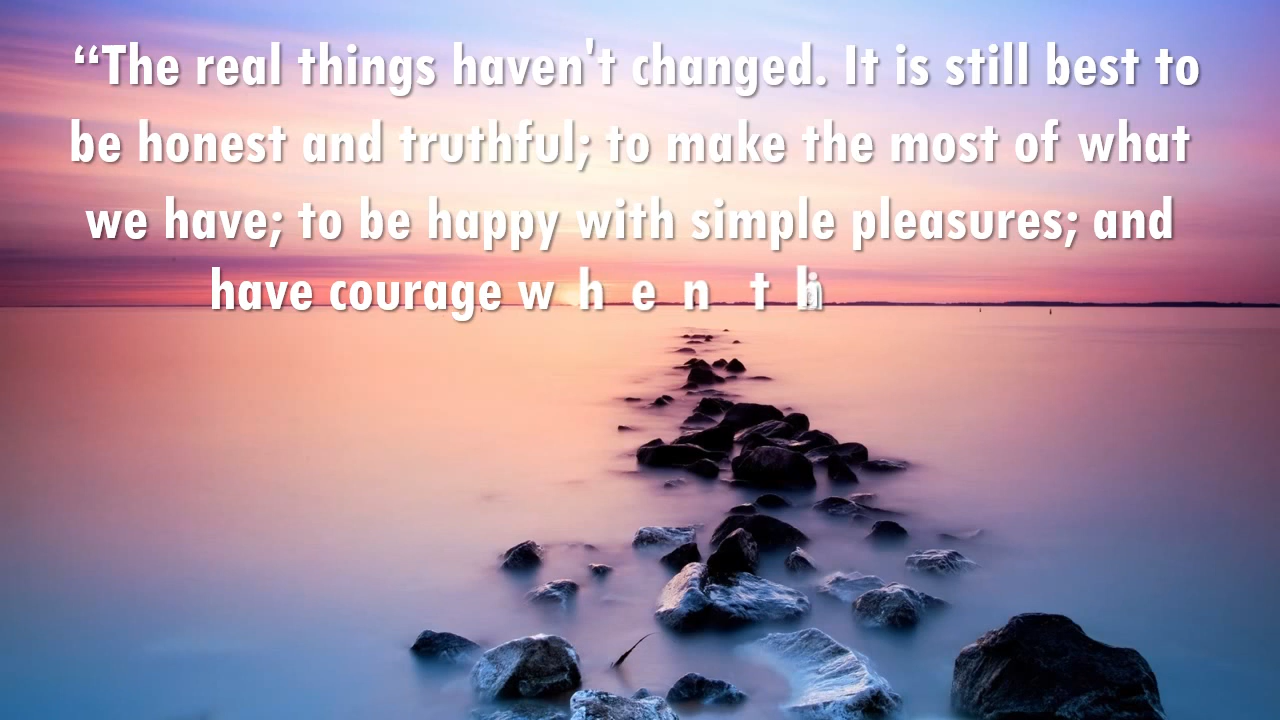 “The real things haven't changed. It is still best to
be honest and truthful; to make the most of what
we have; to be happy with simple pleasures; and
have courage when